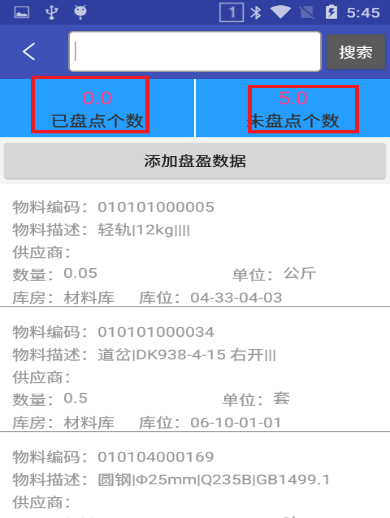 1 5:45
搜索
0.0 5.0
已盘点个数 未盘点个数
添加盘盈数据
物料编码：010101000005
物料描述：轻轨|12kg||||
供应商：
数量：0.05 单位：公斤
库房：材料库 库位：04-33-04-03
物料编码：010101000034
物料描述：道岔|DK938-4-15 右开|||
供应商：
数量：0.5 单位：套
库房：材料库 库位：06-10-01-01
物料编码：010104000169
物料描述：圆钢|Φ25mm|Q235B|GB1499.1
供应商：